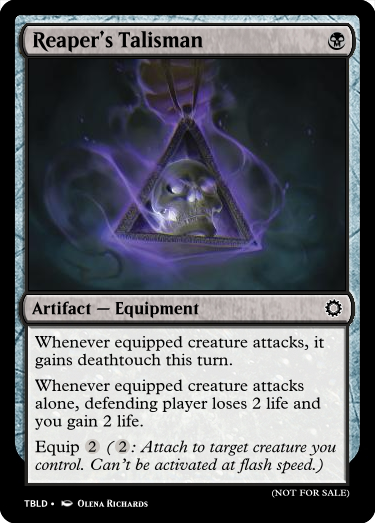 Reaper's Talisman
Artifact — Equipment
Whenever equipped creature attacks, it
gains deathtouch this turn.
Whenever equipped creature attacks
alone, defending player loses 2 life and
you gain 2 life.
Equip 2 ( 2 : Attach to target creature you
control. Can't be activated at flash speed.)
(NOT FOR SALE)
TBLD • Olena Richards